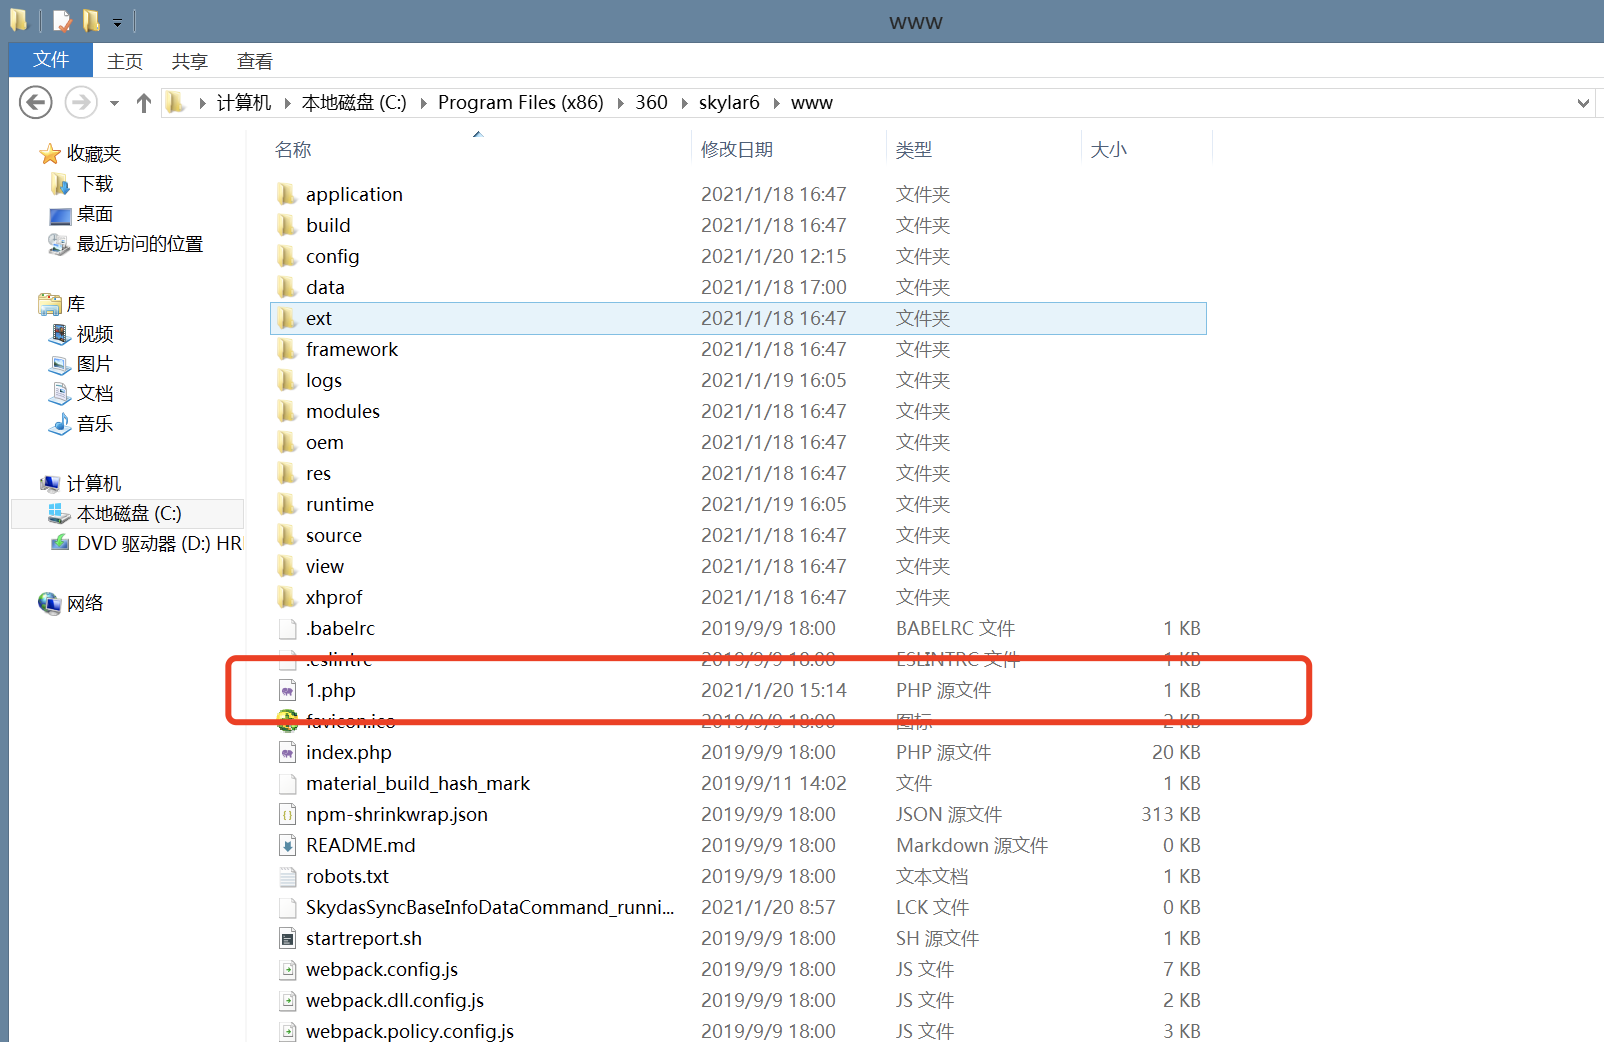 www
文件 主页 共享 查看
计算机 本地磁盘 (C:) Program Files (x86) 360 skylar6 www
收藏夹
下载
桌面
最近访问的位置
库
视频
图片
文档
音乐
计算机
本地磁盘 (C:)
DVD 驱动器 (D:) HR
网络
名称 修改日期 类型 大小
application 2021/1/18 16:47 文件夹
build 2021/1/18 16:47 文件夹
config 2021/1/20 12:15 文件夹
data 2021/1/18 17:00 文件夹
ext 2021/1/18 16:47 文件夹
framework 2021/1/18 16:47 文件夹
logs 2021/1/19 16:05 文件夹
modules 2021/1/18 16:47 文件夹
oem 2021/1/18 16:47 文件夹
res 2021/1/18 16:47 文件夹
runtime 2021/1/19 16:05 文件夹
source 2021/1/18 16:47 文件夹
view 2021/1/18 16:47 文件夹
xhprof 2021/1/18 16:47 文件夹
.babelrc 2019/9/9 18:00 BABELRC 文件 1 KB
.eslintrc 2019/9/9 18:00 ESLINTRC 文件 1 KB
1.php 2021/1/20 15:14 PHP 源文件 1 KB
favicon.ico 2019/9/9 18:00 图标 2 KB
index.php 2019/9/9 18:00 PHP 源文件 20 KB
material_build_hash_mark 2019/9/11 14:02 文件 1 KB
npm-shrinkwrap.json 2019/9/9 18:00 JSON 源文件 313 KB
README.md 2019/9/9 18:00 Markdown 源文件 0 KB
robots.txt 2019/9/9 18:00 文本文档 1 KB
SkydasSyncBaseInfoDataCommand_runni... 2021/1/20 8:57 LCK 文件 0 KB
startreport.sh 2019/9/9 18:00 SH 源文件 1 KB
webpack.config.js 2019/9/9 18:00 JS 文件 7 KB
webpack.dll.config.js 2019/9/9 18:00 JS 文件 2 KB
webpack.policy.config.js 2019/9/9 18:00 JS 文件 3 KB